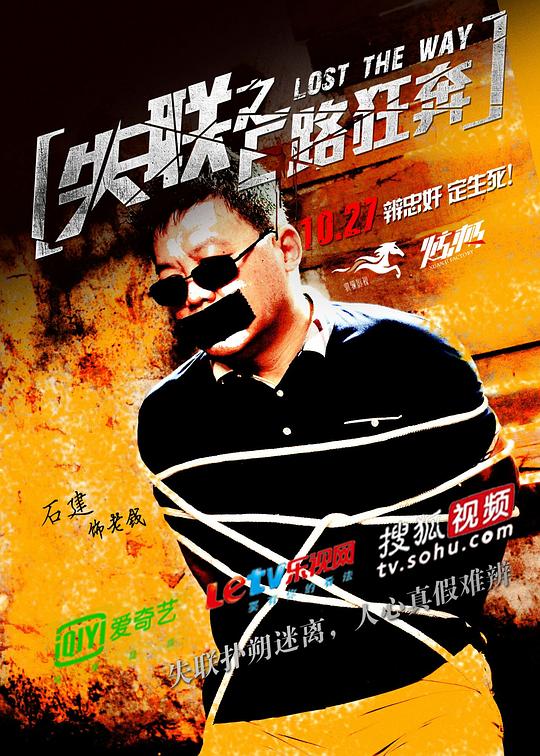 LOST THE WAY
[失联之亡路狂奔]
10.27 辨忠奸 定生死!
石建
饰老钱
搜狐视频
tv.sohu.com
Letv乐视网
iQIYI 爱奇艺
失联扑朔迷离，人心真假难辨